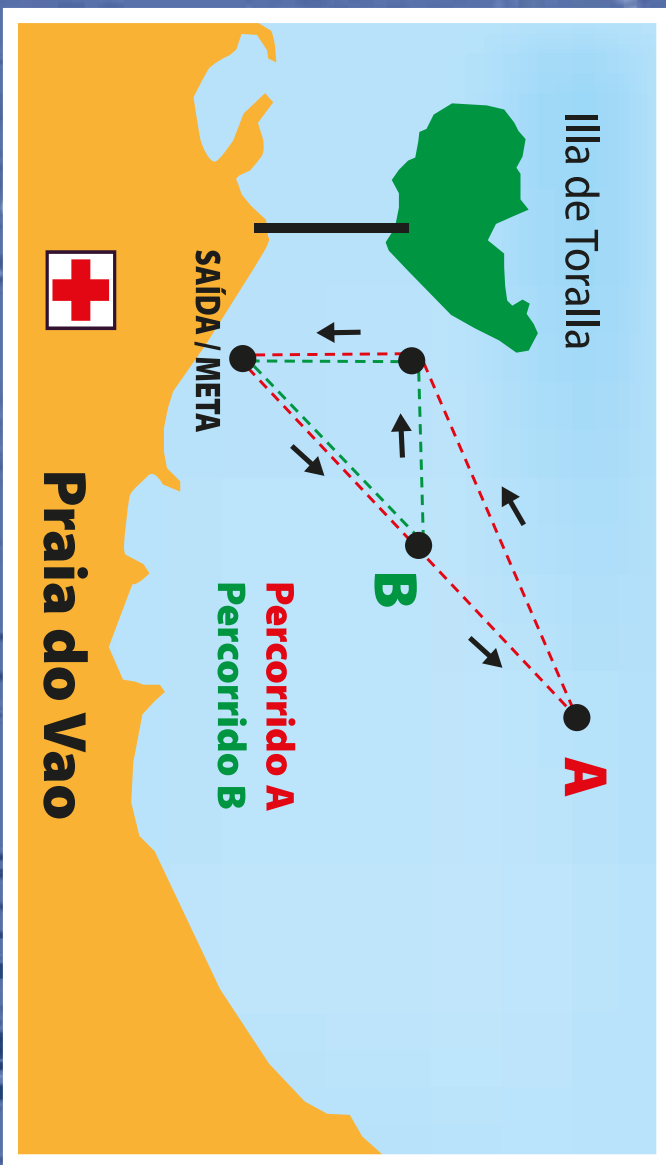 Illa de Toralla
A
B
SAÍDA / META
Percorrido A
Percorrido B
Praia do Vao